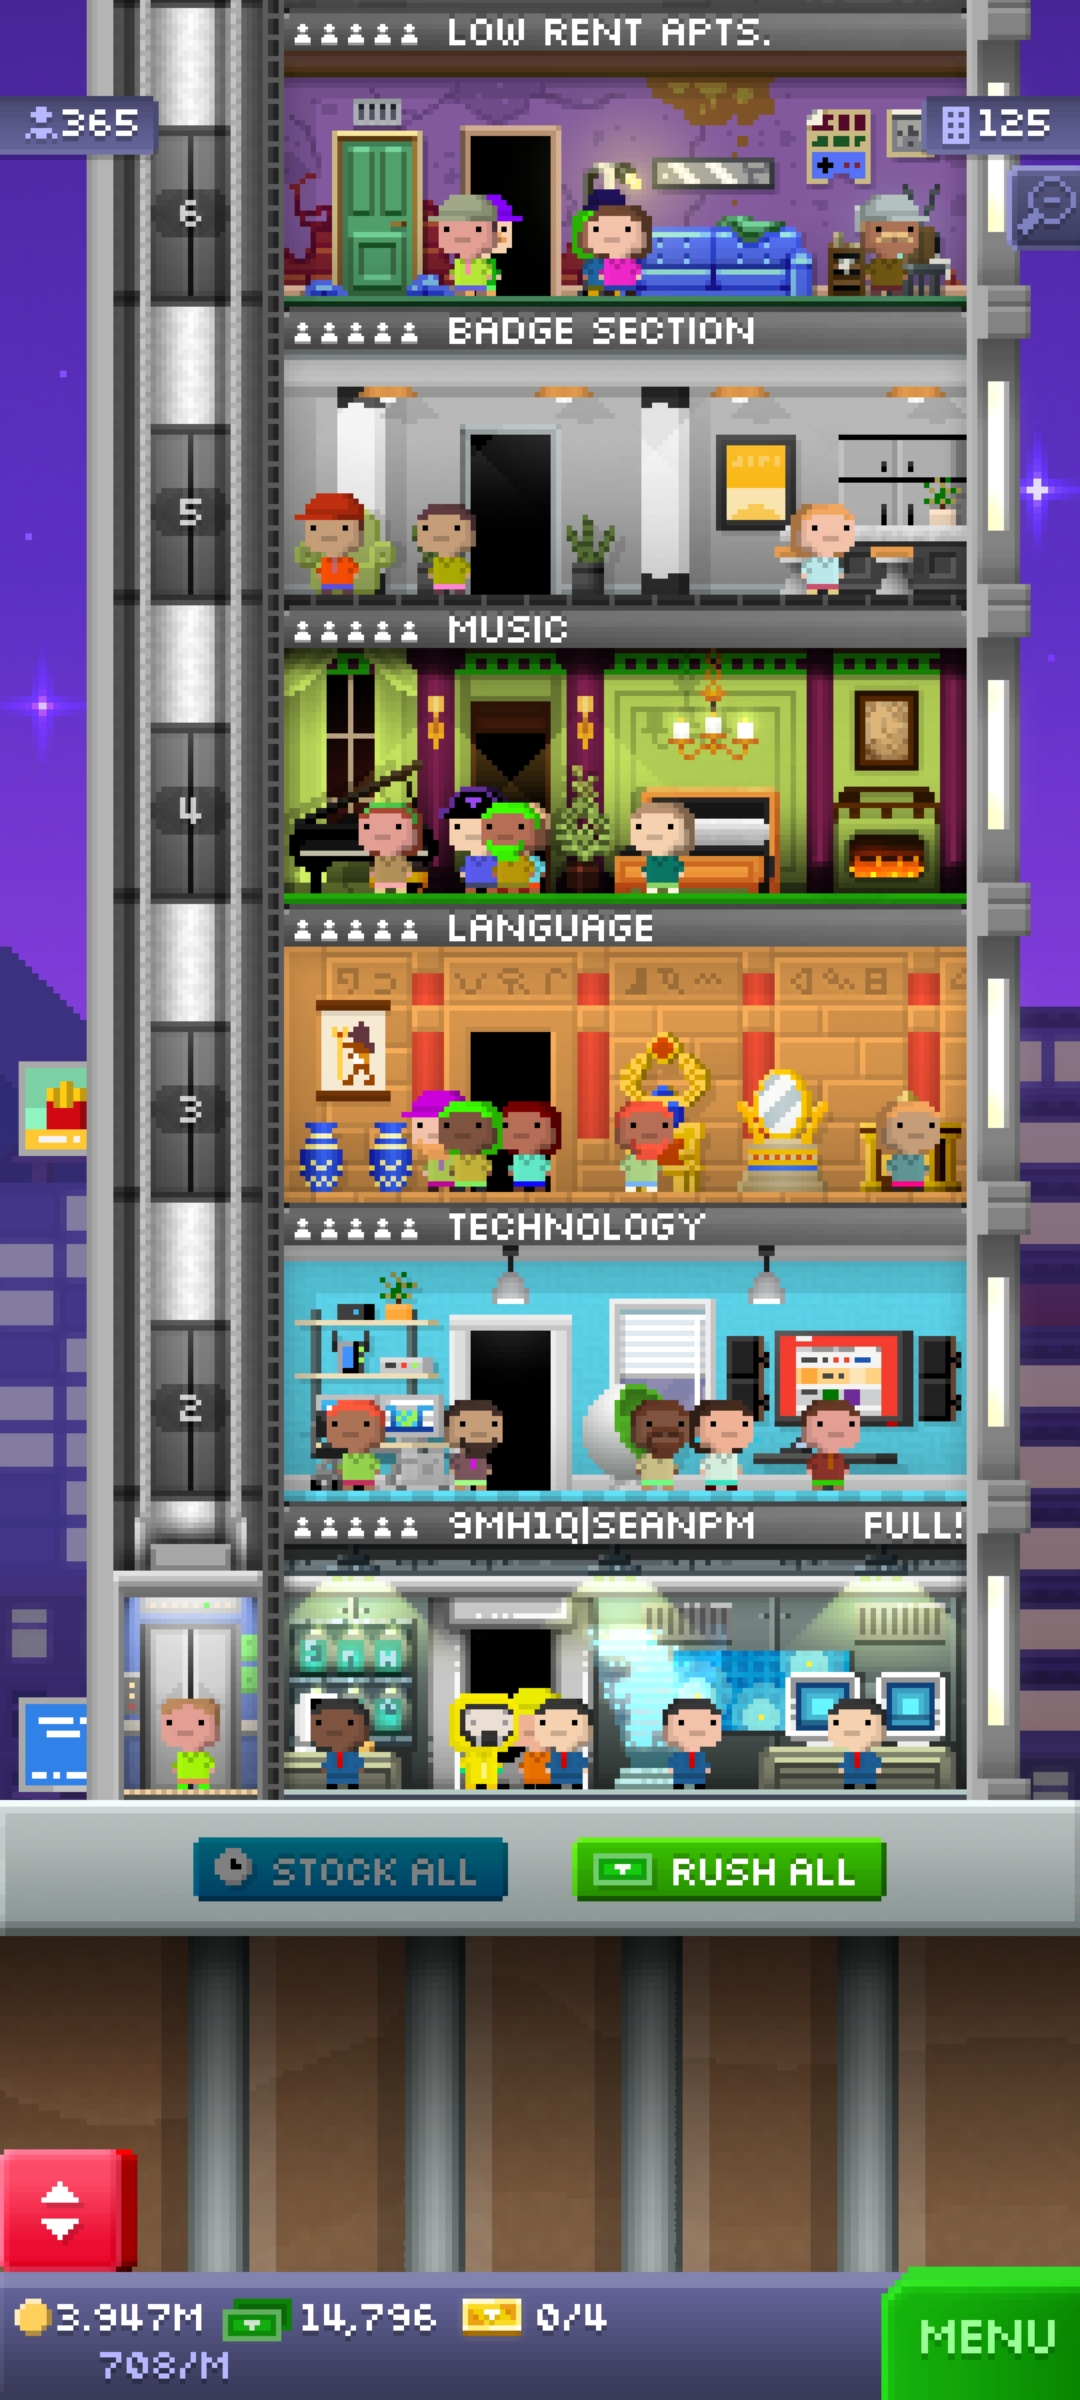 LOW RENT APTS.
365
125
6
BADGE SECTION
5
MUSIC
4
LANGUAGE
3
TECHNOLOGY
2
9MH1Q|SEANPM FULL!
STOCK ALL
RUSH ALL
3.947M 14,796 0/4
708/M
MENU